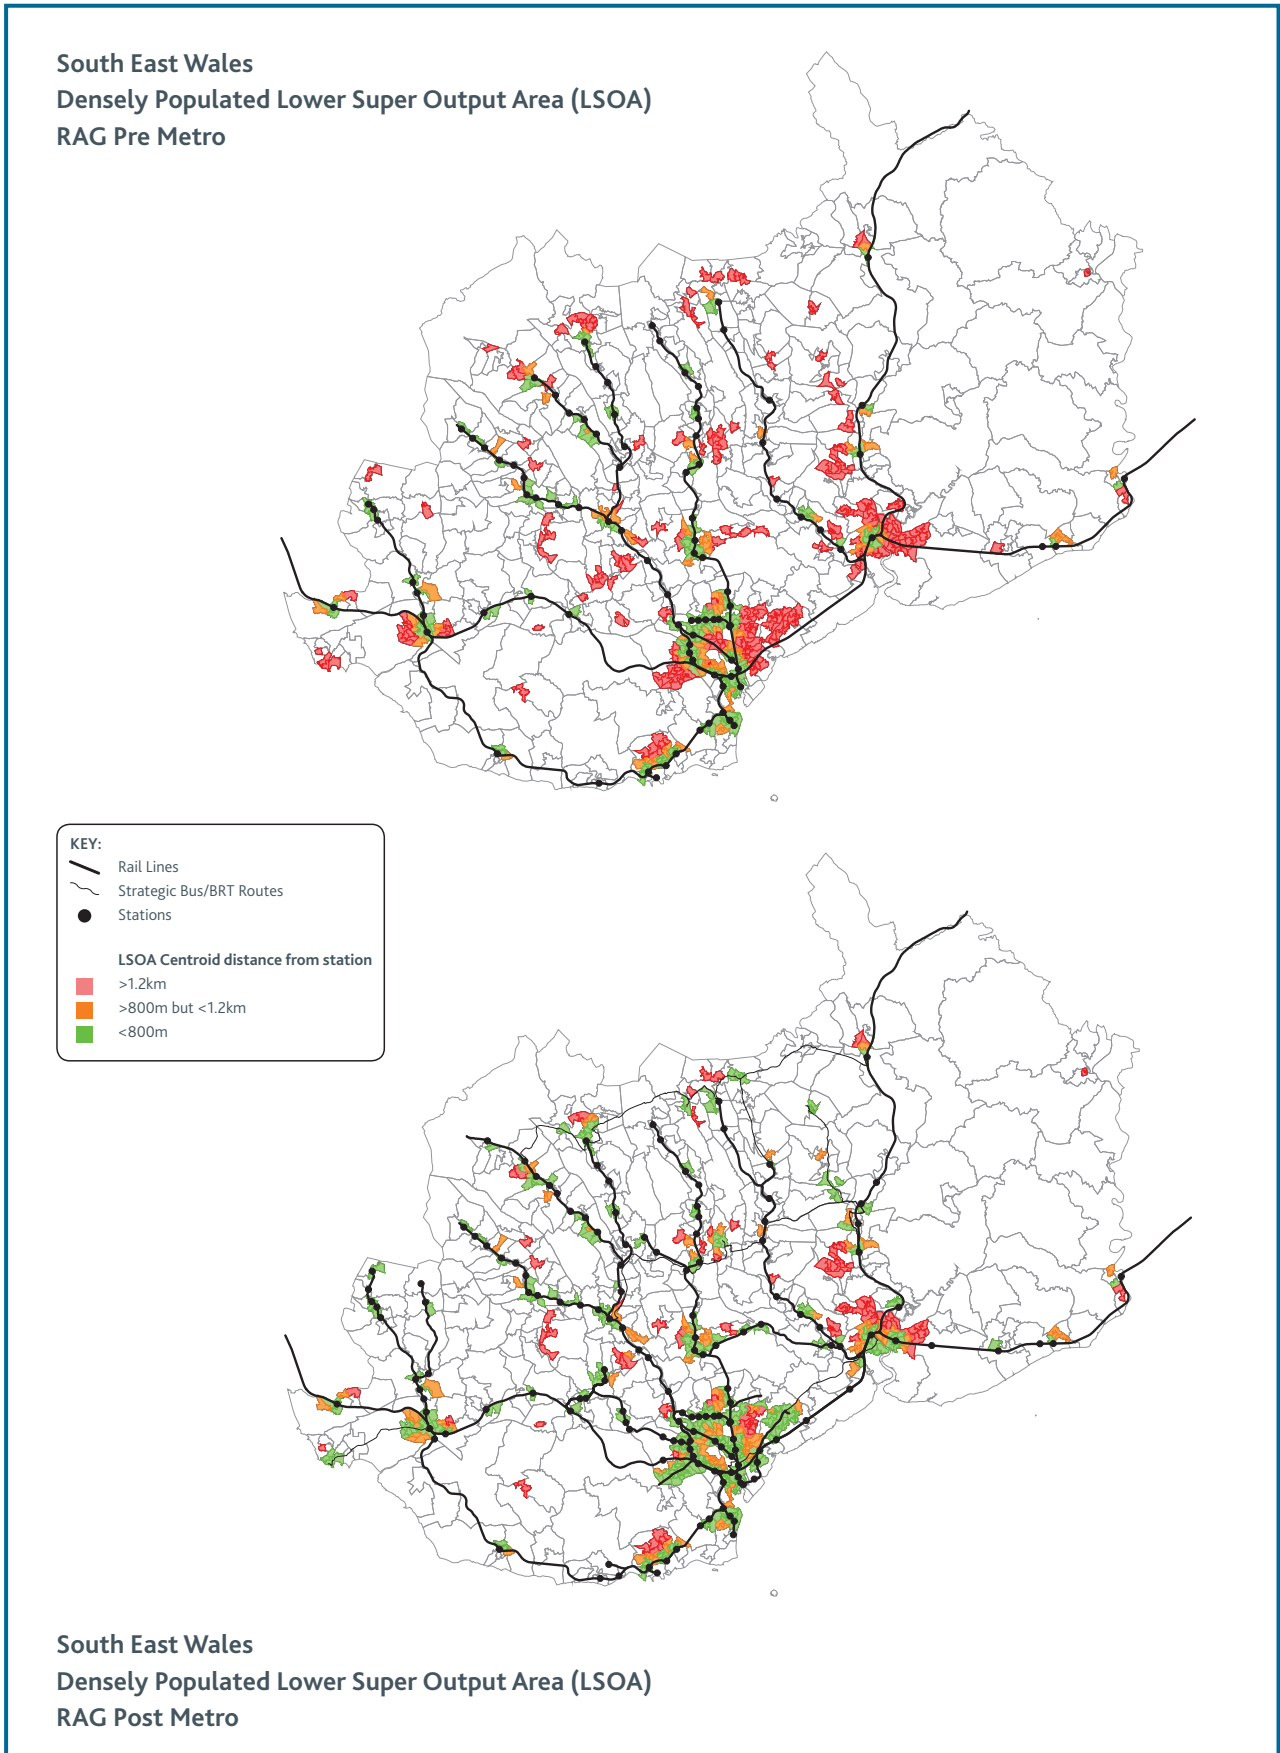 South East Wales
Densely Populated Lower Super Output Area (LSOA)
RAG Pre Metro
KEY:
Rail Lines
Strategic Bus/BRT Routes
Stations
LSOA Centroid distance from station
>1.2km
>800m but <1.2km
<800m
South East Wales
Densely Populated Lower Super Output Area (LSOA)
RAG Post Metro